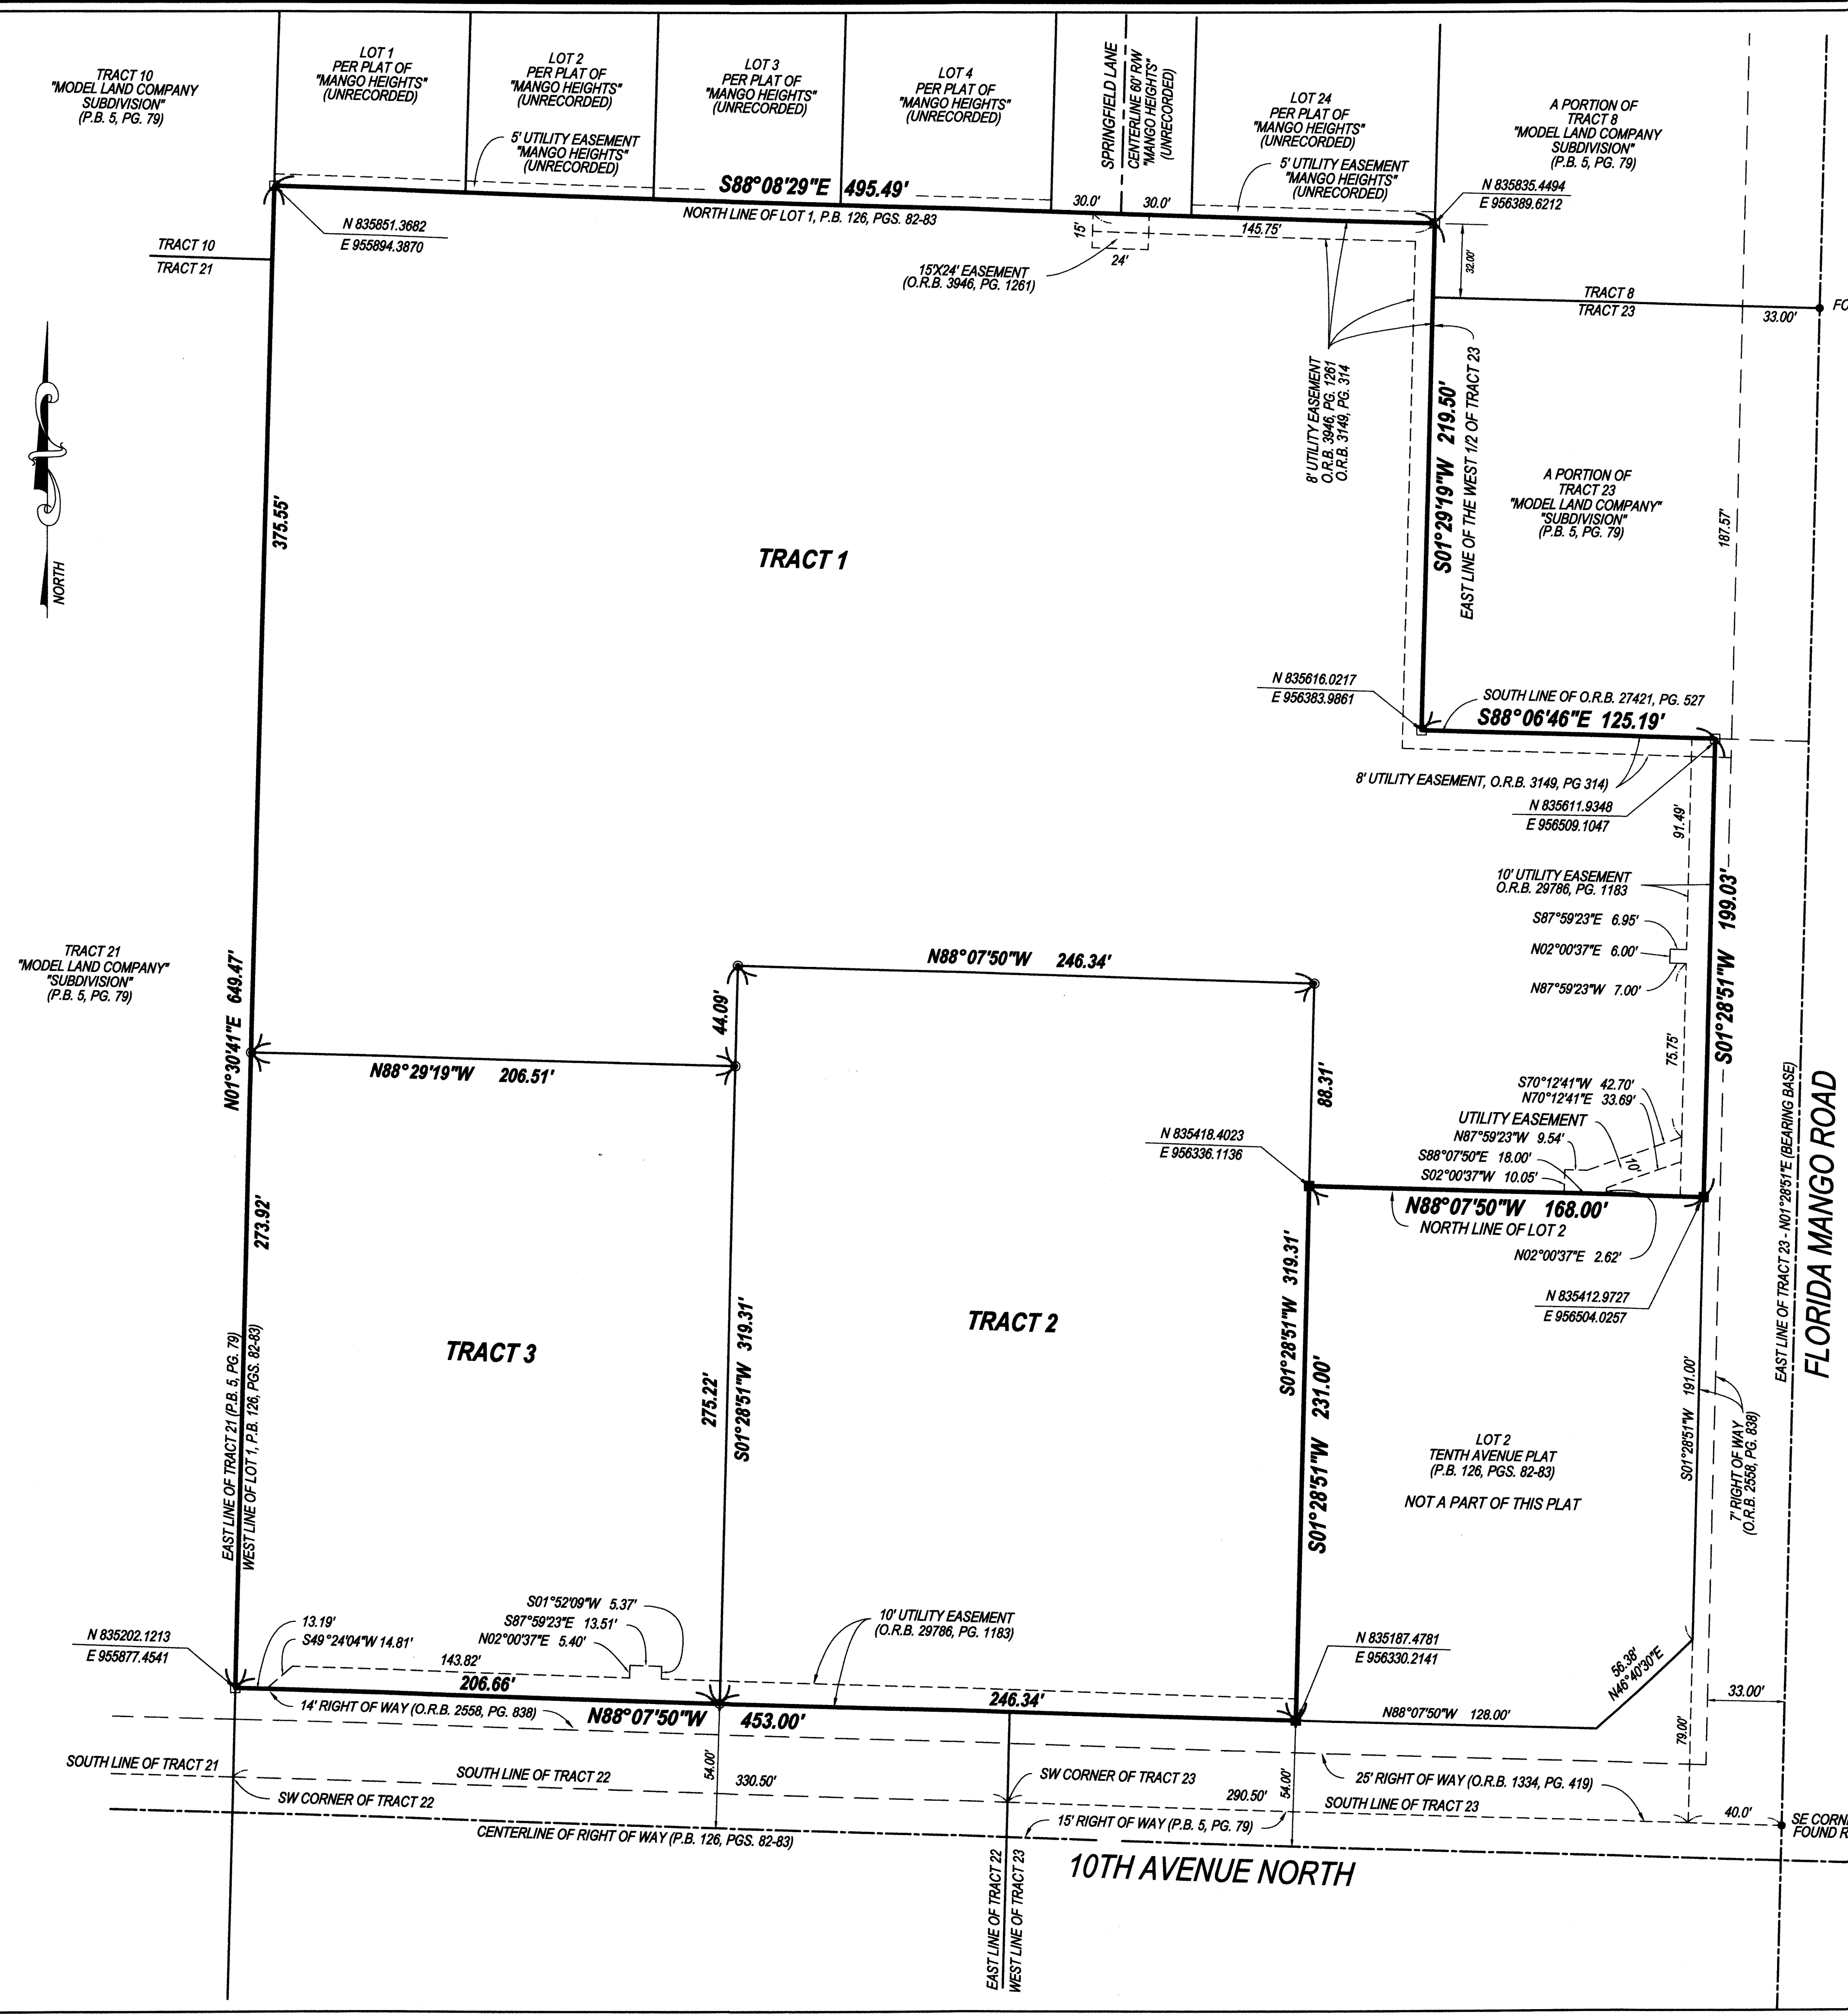 TRACT 10
"MODEL LAND COMPANY
SUBDIVISION"
(P.B. 5, PG. 79)
LOT 1
PER PLAT OF
"MANGO HEIGHTS"
(UNRECORDED)
LOT 2
PER PLAT OF
"MANGO HEIGHTS"
(UNRECORDED)
5' UTILITY EASEMENT
"MANGO HEIGHTS"
(UNRECORDED)
LOT 3
PER PLAT OF
"MANGO HEIGHTS"
(UNRECORDED)
LOT 4
PER PLAT OF
"MANGO HEIGHTS"
(UNRECORDED)
SPRINGFIELD LANE
CENTERLINE 60' R/W
"MANGO HEIGHTS"
(UNRECORDED)
LOT 24
PER PLAT OF
"MANGO HEIGHTS"
(UNRECORDED)
5' UTILITY EASEMENT
"MANGO HEIGHTS"
(UNRECORDED)
A PORTION OF
TRACT 8
"MODEL LAND COMPANY
SUBDIVISION"
(P.B. 5, PG. 79)
N 835835.4494
E 956389.6212
S88°08'29"E 495.49'
NORTH LINE OF LOT 1, P.B. 126, PGS. 82-83
30.0'
30.0'
145.75'
15'
24'
15'X24' EASEMENT
(O.R.B. 3946, PG. 1261)
N 835851.3682
E 955894.3870
TRACT 10
TRACT 21
32.00'
TRACT 8
TRACT 23
33.00'
FO
8' UTILITY EASEMENT
O.R.B. 3946, PG. 1261
O.R.B. 3149, PG. 314
S01°29'19"W 219.50'
EAST LINE OF THE WEST 1/2 OF TRACT 23
A PORTION OF
TRACT 23
"MODEL LAND COMPANY"
"SUBDIVISION"
(P.B. 5, PG. 79)
187.57'
NORTH
375.55'
TRACT 1
N 835616.0217
E 956383.9861
SOUTH LINE OF O.R.B. 27421, PG. 527
S88°06'46"E 125.19'
8' UTILITY EASEMENT, O.R.B. 3149, PG 314)
N 835611.9348
E 956509.1047
91.49'
10' UTILITY EASEMENT
O.R.B. 29786, PG. 1183
S87°59'23"E 6.95'
N02°00'37"E 6.00'
N87°59'23"W 7.00'
S01°28'51"W 199.03'
75.75'
TRACT 21
"MODEL LAND COMPANY"
"SUBDIVISION"
(P.B. 5, PG. 79)
N01°30'41"E 649.47'
N88°07'50"W 246.34'
44.09'
N88°29'19"W 206.51'
88.31'
S70°12'41"W 42.70'
N70°12'41"E 33.69'
UTILITY EASEMENT
N87°59'23"W 9.54'
S88°07'50"E 18.00'
S02°00'37"W 10.05'
10'
N 835418.4023
E 956336.1136
N88°07'50"W 168.00'
NORTH LINE OF LOT 2
N02°00'37"E 2.62'
N 835412.9727
E 956504.0257
EAST LINE OF TRACT 23 - N01°28'51"E (BEARING BASE)
FLORIDA MANGO ROAD
273.92'
TRACT 3
275.22'
S01°28'51"W 319.31'
TRACT 2
S01°28'51"W 319.31'
S01°28'51"W 231.00'
LOT 2
TENTH AVENUE PLAT
(P.B. 126, PGS. 82-83)
NOT A PART OF THIS PLAT
S01°28'51"W 191.00'
7' RIGHT OF WAY
(O.R.B. 2558, PG. 838)
EAST LINE OF TRACT 21 (P.B. 5, PG. 79)
WEST LINE OF LOT 1, P.B. 126, PGS. 82-83)
S01°52'09"W 5.37'
S87°59'23"E 13.51'
N02°00'37"E 5.40'
13.19'
S49°24'04"W 14.81'
143.82'
10' UTILITY EASEMENT
(O.R.B. 29786, PG. 1183)
N 835202.1213
E 955877.4541
N 835187.4781
E 956330.2141
56.38'
N46°40'30"E
33.00'
206.66'
246.34'
14' RIGHT OF WAY (O.R.B. 2558, PG. 838)
N88°07'50"W 453.00'
N88°07'50"W 128.00'
79.00'
SOUTH LINE OF TRACT 21
SOUTH LINE OF TRACT 22
54.00'
330.50'
SW CORNER OF TRACT 23
290.50'
54.00'
25' RIGHT OF WAY (O.R.B. 1334, PG. 419)
SOUTH LINE OF TRACT 23
40.0'
SW CORNER OF TRACT 22
15' RIGHT OF WAY (P.B. 5, PG. 79)
SE CORN
FOUND R
CENTERLINE OF RIGHT OF WAY (P.B. 126, PGS. 82-83)
10TH AVENUE NORTH
EAST LINE OF TRACT 22
WEST LINE OF TRACT 23